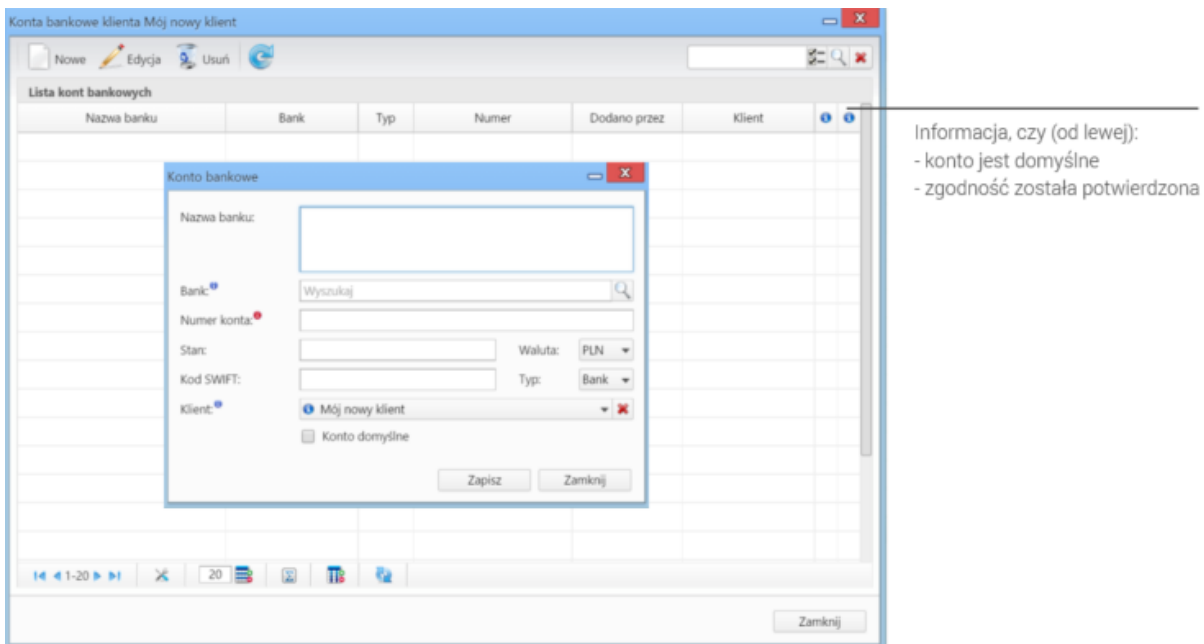 Konta bankowe klienta Mój nowy klient
Nowe Edycja Usuń
Lista kont bankowych
Nazwa banku Bank Typ Numer Dodano przez Klient
Informacja, czy (od lewej):
- konto jest domyślne
- zgodność została potwierdzona
Konto bankowe
Nazwa banku:
Bank: Wyszukaj
Numer konta:
Stan: Waluta: PLN
Kod SWIFT: Typ: Bank
Klient: Mój nowy klient
Konto domyślne
Zapisz Zamknij
1-20 20
Zamknij